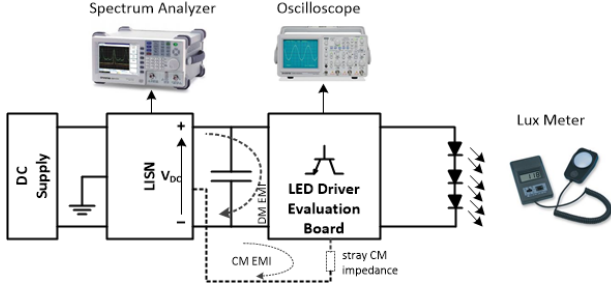 Spectrum Analyzer
Oscilloscope
Lux Meter
DC
Supply
LISN
+
V_DC
−
DM EMI
LED Driver
Evaluation
Board
CM EMI
stray CM
impedance